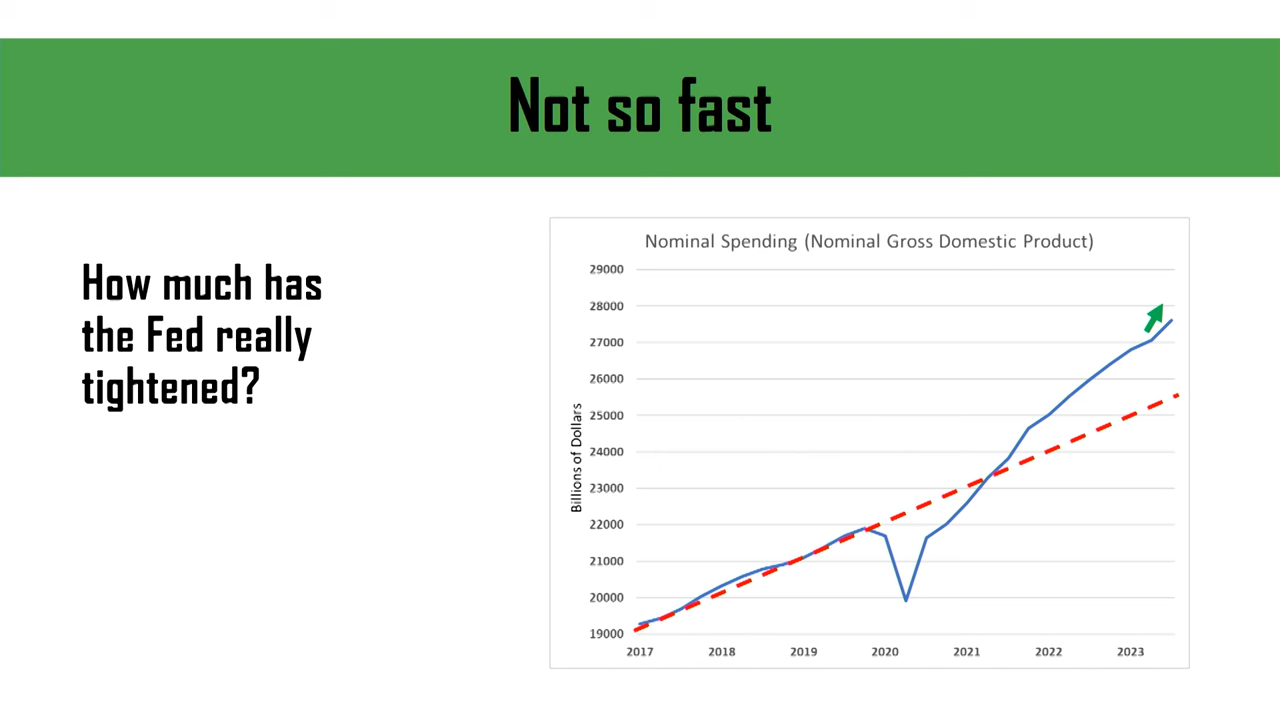 Not so fast
How much has
the Fed really
tightened?
Nominal Spending (Nominal Gross Domestic Product)
Billions of Dollars
29000
28000
27000
26000
25000
24000
23000
22000
21000
20000
19000
2017 2018 2019 2020 2021 2022 2023